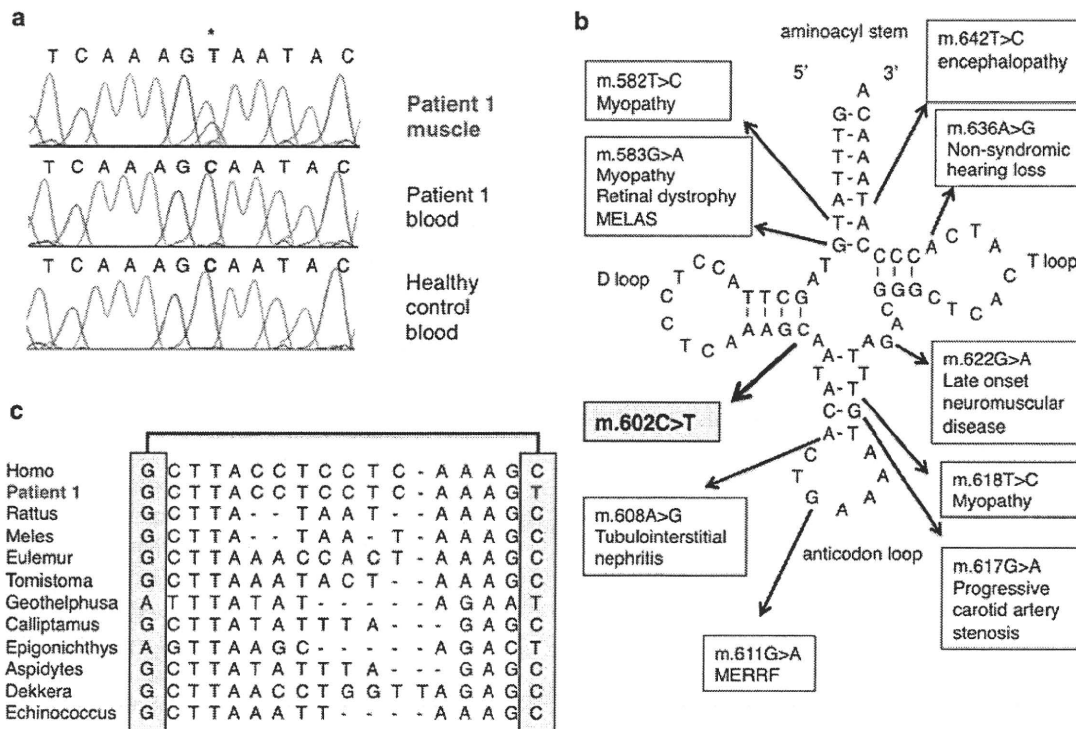 a
*
T C A A A G T A A T A C
Patient 1
muscle
T C A A A G C A A T A C
Patient 1
blood
T C A A A G C A A T A C
Healthy
control
blood
b
aminoacyl stem
5'
3'
A
G C
T - A
T - A
T - A
A - T
T - A
G - C
m.582T>C
Myopathy
m.583G>A
Myopathy
Retinal dystrophy
MELAS
m.642T>C
encephalopathy
m.636A>G
Non-syndromic
hearing loss
D loop
T loop
m.602C>T
m.622G>A
Late onset
neuromuscular
disease
m.608A>G
Tubulointerstitial
nephritis
anticodon loop
m.618T>C
Myopathy
m.617G>A
Progressive
carotid artery
stenosis
m.611G>A
MERRF
c
Homo G C T T A C C T C C T C - A A A G C
Patient 1 G C T T A C C T C C T C - A A A G T
Rattus G C T T A - - T A A T - A A A G C
Meles G C T T A - - T A A - T - A A A G C
Eulemur G C T T A A A C C A C T - A A A G C
Tomistoma G C T T A A A T A C T - - A A A G C
Geothelphusa A T T T A T A T - - - - - A G A A T
Calliptamus G C T T A T A T T T A - - - G A G C
Epigonichthys A G T T A A G C - - - - - A G A C T
Aspidytes G C T T A T A T T T A - - - G A G C
Dekkera G C T T A A C C T G G T T A G A G C
Echinococcus G C T T A A A T T - - - - A A A G C